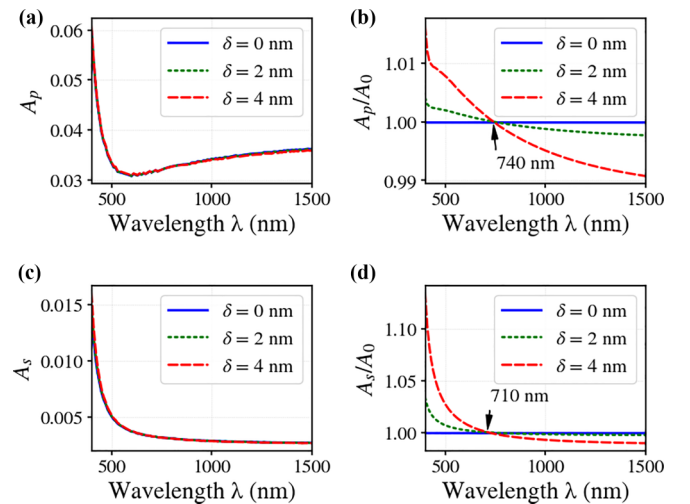 (a)
0.06
0.05
0.04
0.03
A_p
δ = 0 nm
δ = 2 nm
δ = 4 nm
500
1000
1500
Wavelength λ (nm)
(b)
1.01
1.00
0.99
A_p/A_0
δ = 0 nm
δ = 2 nm
δ = 4 nm
740 nm
500
1000
1500
Wavelength λ (nm)
(c)
0.015
0.010
0.005
A_s
δ = 0 nm
δ = 2 nm
δ = 4 nm
500
1000
1500
Wavelength λ (nm)
(d)
1.10
1.05
1.00
A_s/A_0
δ = 0 nm
δ = 2 nm
δ = 4 nm
710 nm
500
1000
1500
Wavelength λ (nm)